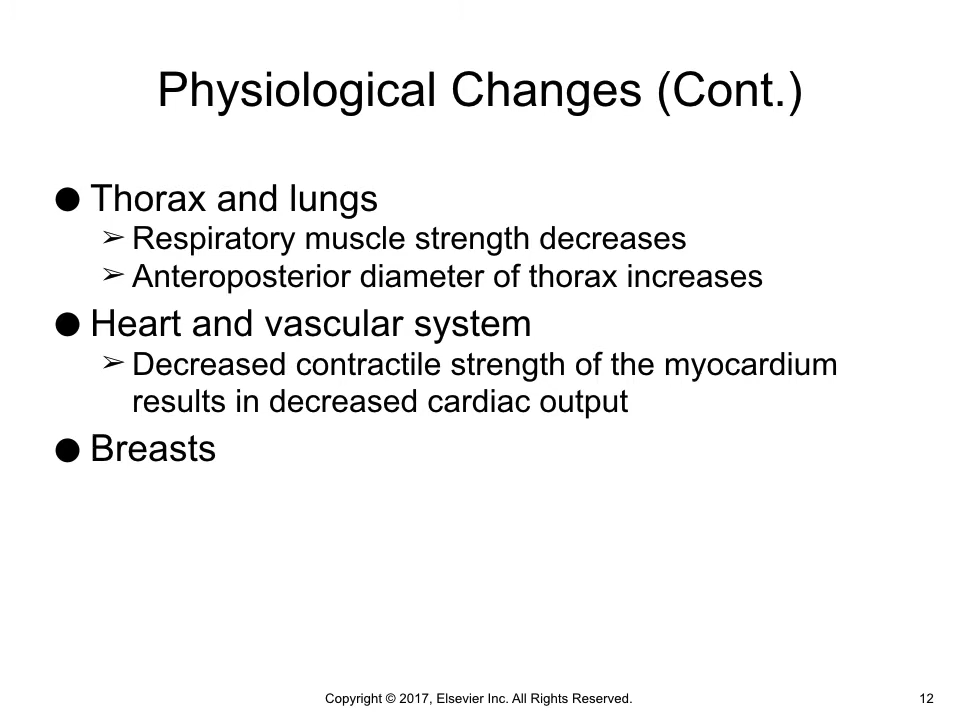 Physiological Changes (Cont.)
● Thorax and lungs
➢ Respiratory muscle strength decreases
➢ Anteroposterior diameter of thorax increases
● Heart and vascular system
➢ Decreased contractile strength of the myocardium
results in decreased cardiac output
● Breasts
Copyright © 2017, Elsevier Inc. All Rights Reserved.
12